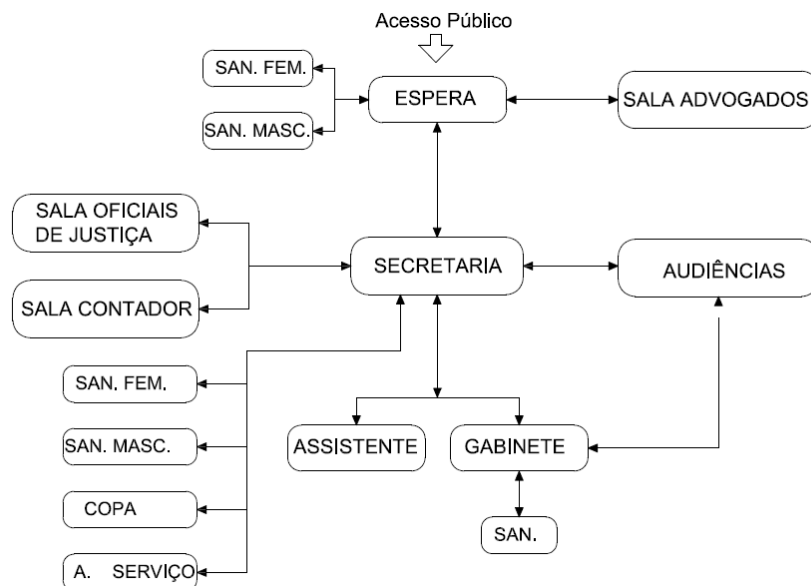 Acesso Público
SAN. FEM.
ESPERA
SALA ADVOGADOS
SAN. MASC.
SALA OFICIAIS
DE JUSTIÇA
SECRETARIA
AUDIÊNCIAS
SALA CONTADOR
SAN. FEM.
SAN. MASC.
ASSISTENTE
GABINETE
COPA
SAN.
A. SERVIÇO